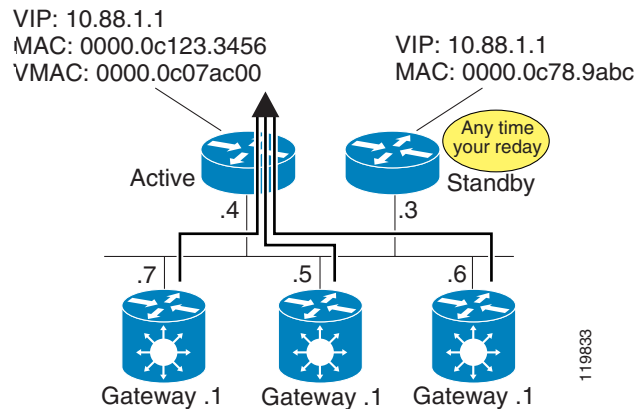 VIP: 10.88.1.1
MAC: 0000.0c123.3456
VMAC: 0000.0c07ac00
VIP: 10.88.1.1
MAC: 0000.0c78.9abc
Any time
your reday
Active
Standby
.4
.3
.7
.5
.6
Gateway .1
Gateway .1
Gateway .1
119833